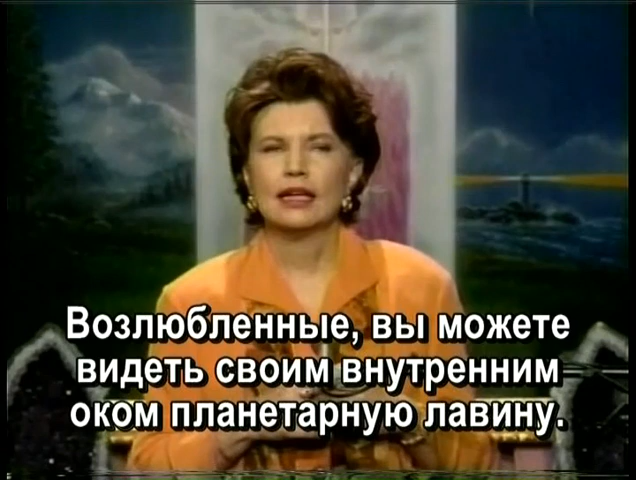 Возлюбленные, вы можете
видеть своим внутренним
оком планетарную лавину.